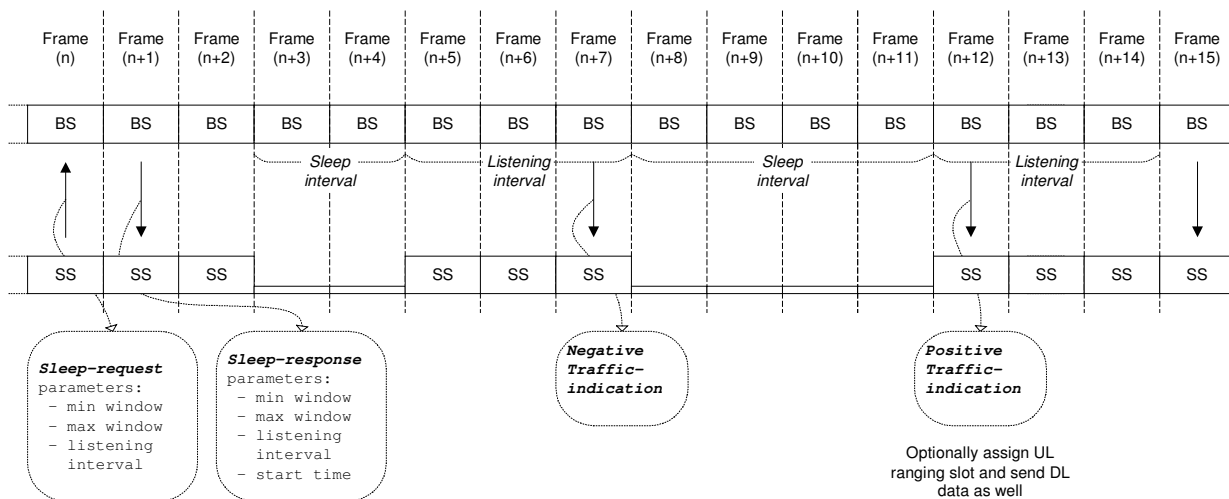 Frame Frame Frame Frame Frame Frame Frame Frame Frame Frame Frame Frame Frame Frame Frame Frame
(n) (n+1) (n+2) (n+3) (n+4) (n+5) (n+6) (n+7) (n+8) (n+9) (n+10) (n+11) (n+12) (n+13) (n+14) (n+15)
BS BS BS BS BS BS BS BS BS BS BS BS BS BS BS BS
Sleep
interval
Listening
interval
Sleep
interval
Listening
interval
SS SS SS SS SS SS SS SS SS SS
Sleep-request
parameters:
- min window
- max window
- listening
interval
Sleep-response
parameters:
- min window
- max window
- listening
interval
- start time
Negative
Traffic-
indication
Positive
Traffic-
indication
Optionally assign UL
ranging slot and send DL
data as well